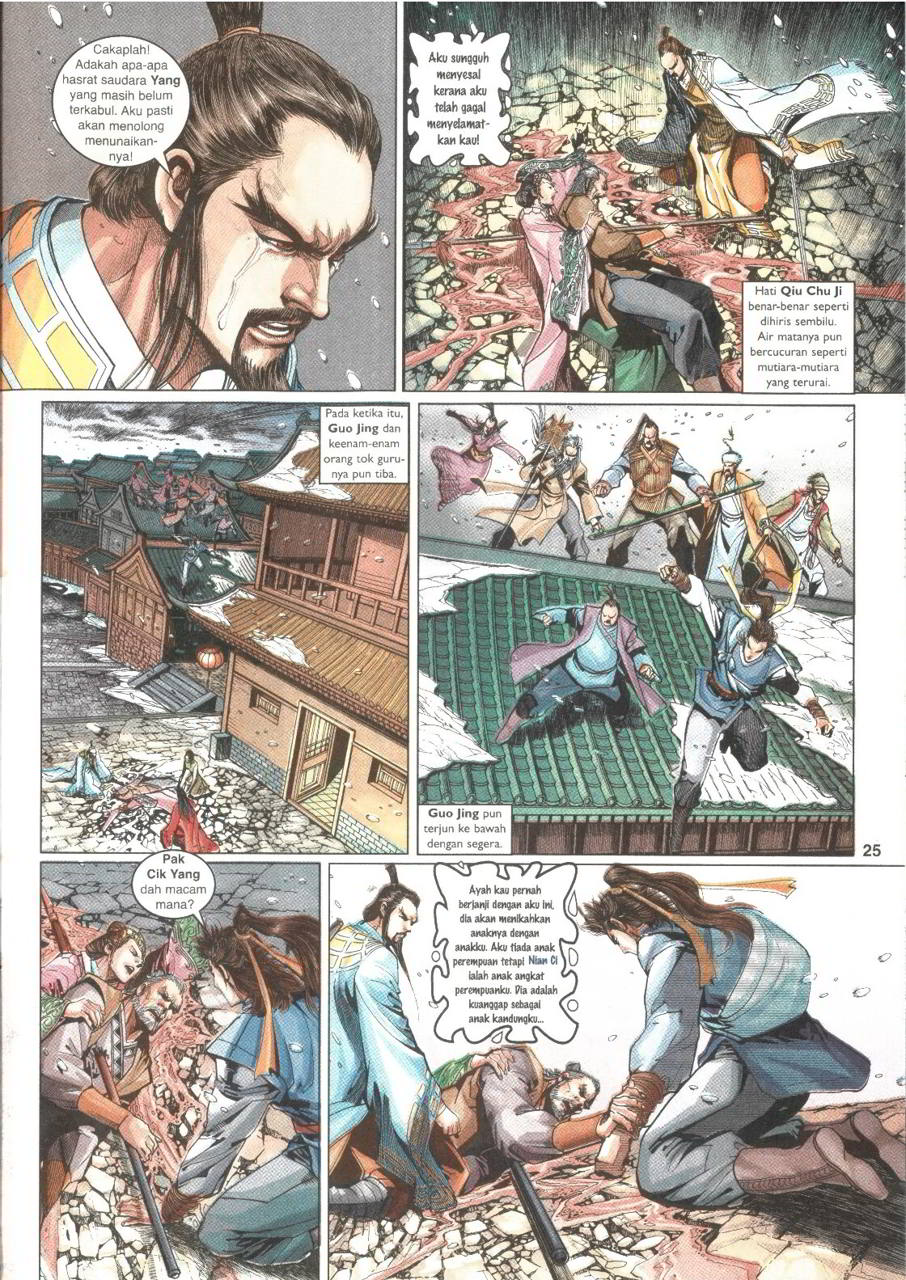 Cakaplah!
Adakah apa-apa
hasrat saudara Yang
yang masih belum
terkabul. Aku pasti
akan menolong
menunaikan-
nya!
Aku sungguh
menyesal
kerana aku
telah gagal
menyelamat-
kan kau!
Hati Qiu Chu Ji
benar-benar seperti
dihiris sembilu.
Air matanya pun
bercucuran seperti
mutiara-mutiara
yang terurai.
Pada ketika itu,
Guo Jing dan
keenam-enam
orang tok guru-
nya pun tiba.
Guo Jing pun
terjun ke bawah
dengan segera.
25
Pak
Cik Yang
dah macam
mana?
Ayah kau pernah
berjanji dengan aku ini,
dia akan menikahkan
anaknya dengan
anakku. Aku tiada anak
perempuan tetapi Nian Ci
ialah anak angkat
perempuanku. Dia adalah
kuanggap sebagai
anak kandungku...